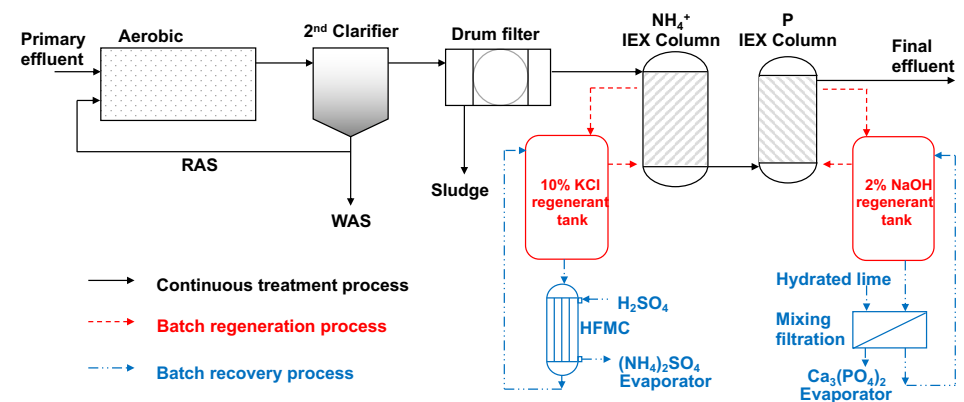 Primary
effluent
Aerobic
2nd Clarifier
Drum filter
NH4+
IEX Column
P
IEX Column
Final
effluent
RAS
WAS
Sludge
10% KCl
regenerant
tank
2% NaOH
regenerant
tank
Continuous treatment process
Batch regeneration process
Batch recovery process
H2SO4
HFMC
(NH4)2SO4
Evaporator
Hydrated lime
Mixing
filtration
Ca3(PO4)2
Evaporator